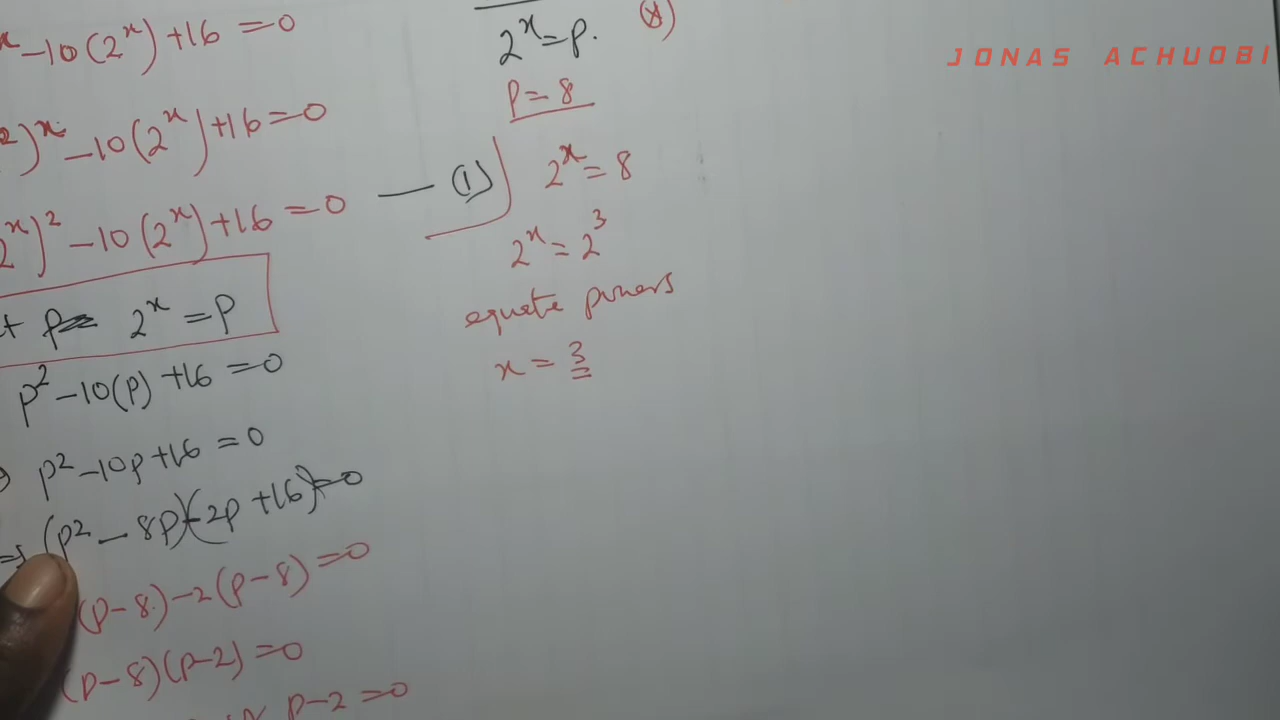 x - 10(2^x) + 16 = 0
2)^x - 10(2^x) + 16 = 0
2^x)^2 - 10(2^x) + 16 = 0 — (1)
2^x = p
p^2 - 10(p) + 16 = 0
p^2 - 10p + 16 = 0
⇒ (p^2 - 8p)(-2p + 16) = 0
(p - 8) - 2(p - 8) = 0
(p - 8)(p - 2) = 0
p - 2 = 0
2^x = p. (*)
p = 8
2^x = 8
2^x = 2^3
equate powers
x = 3
JONAS ACHUOBI